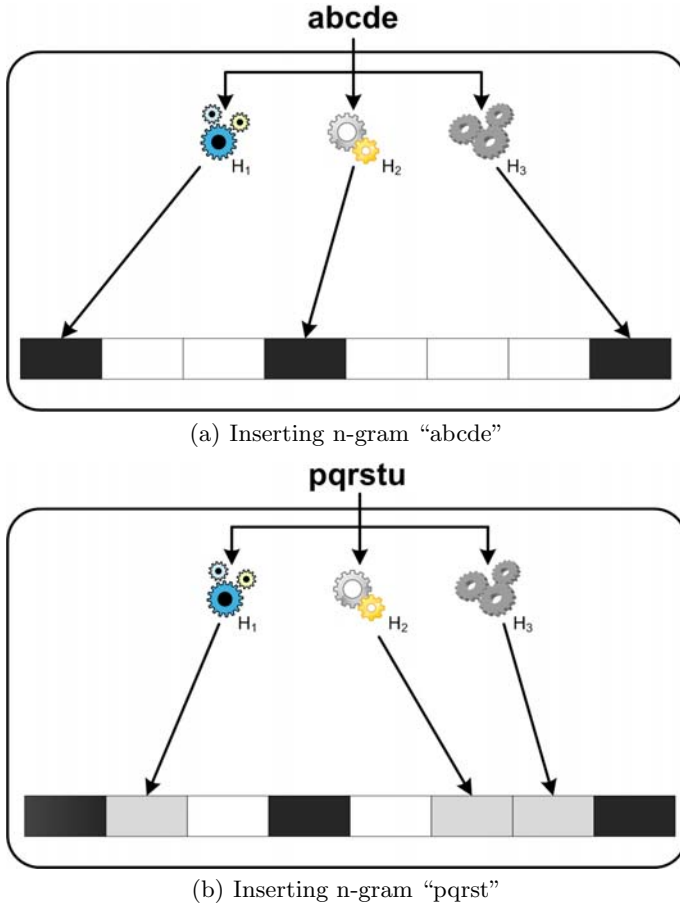 abcde
H1 H2 H3
(a) Inserting n-gram “abcde”
pqrstu
H1 H2 H3
(b) Inserting n-gram “pqrst”